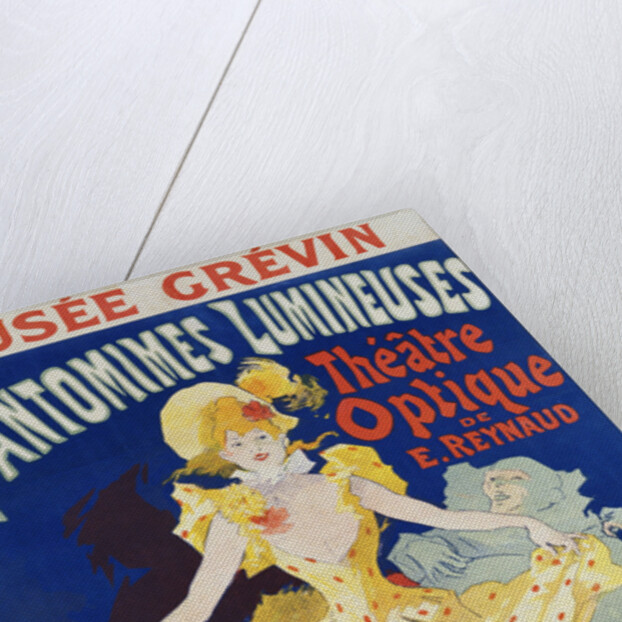 USÉE GRÉVIN
ANTOMIMES LUMINEUSES
Théâtre
Optique
DE
E. REYNAUD